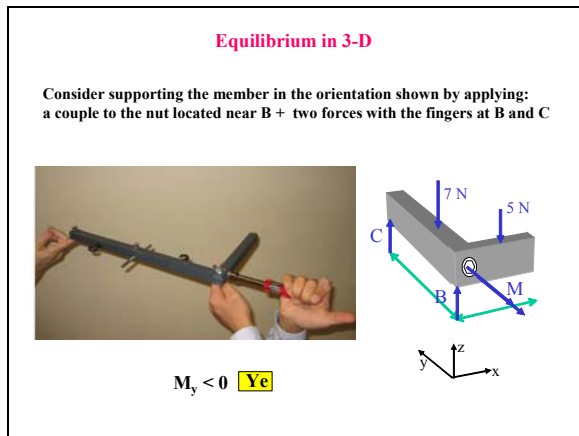 Equilibrium in 3-D
Consider supporting the member in the orientation shown by applying:
a couple to the nut located near B + two forces with the fingers at B and C
7 N
5 N
C
B
M
z
y
x
My < 0 Ye